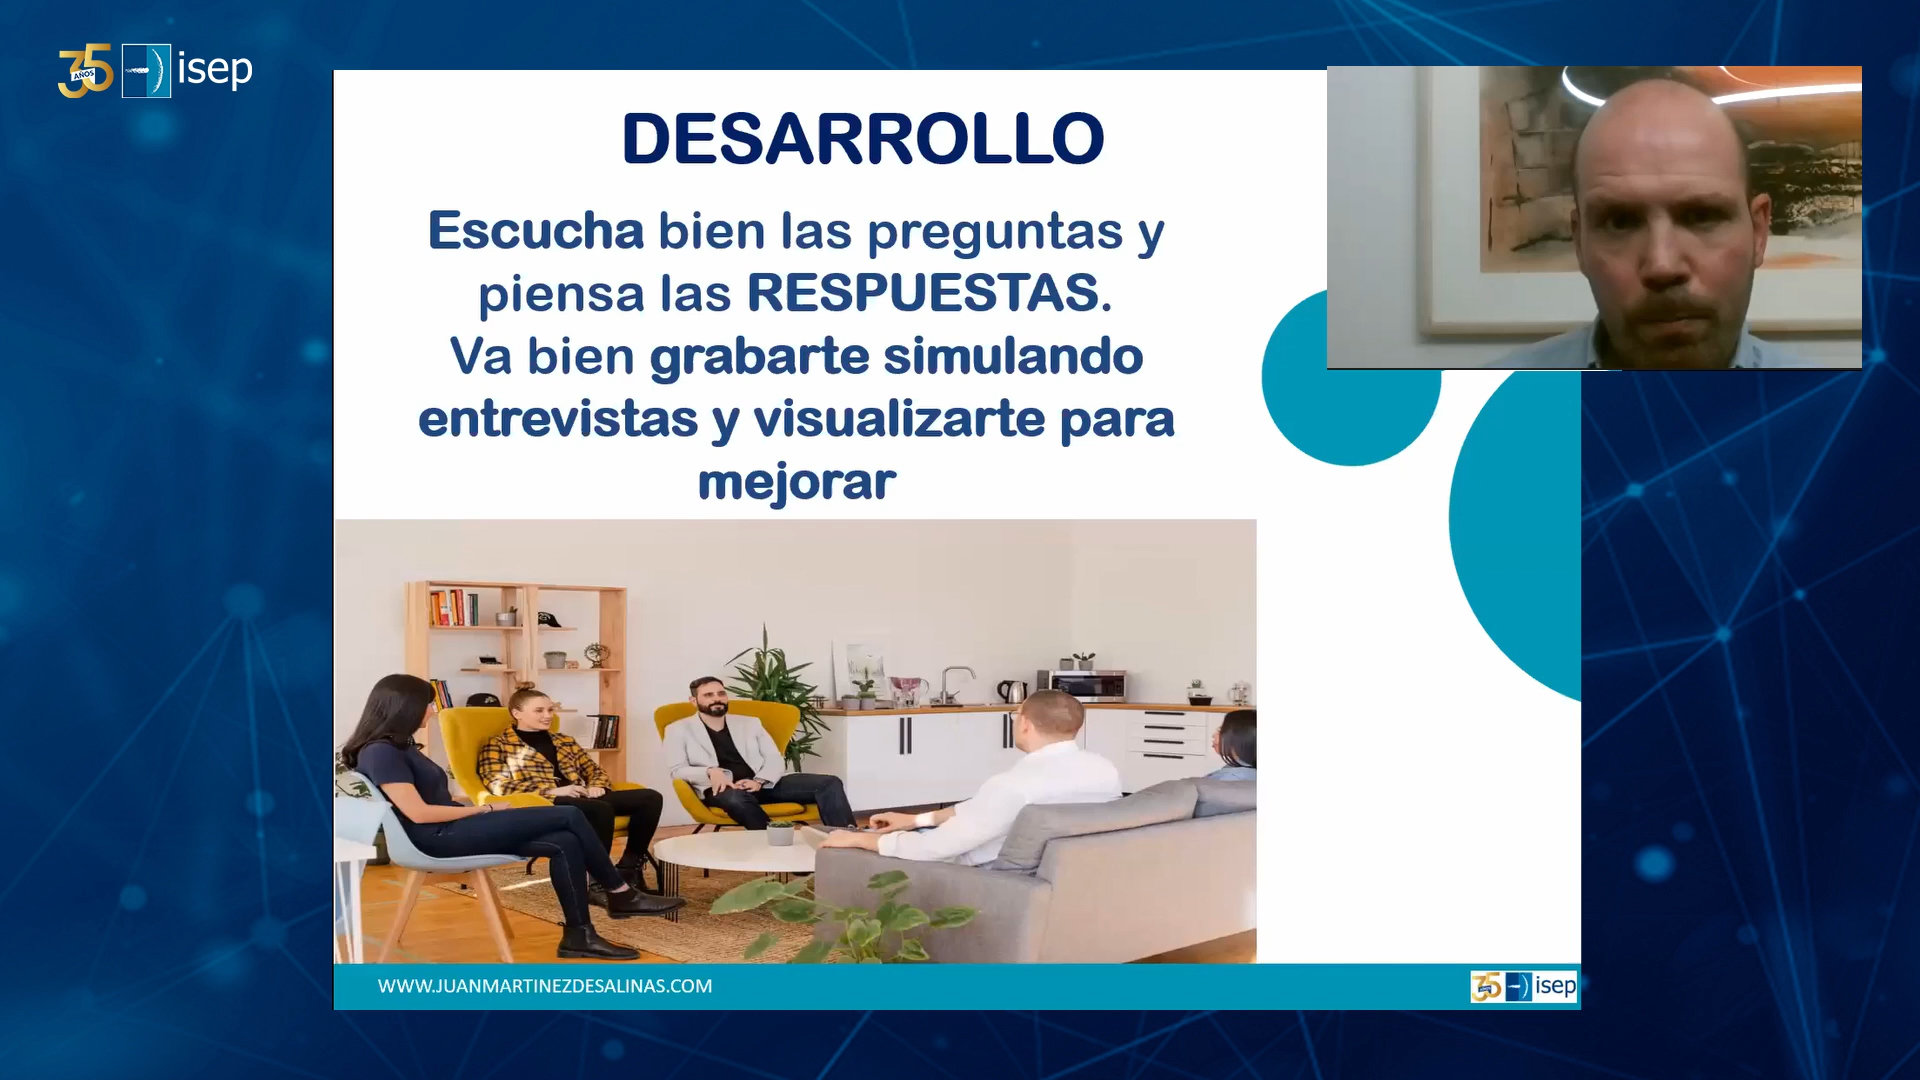 35
AÑOS
isep
DESARROLLO
Escucha bien las preguntas y
piensa las RESPUESTAS.
Va bien grabarte simulando
entrevistas y visualizarte para
mejorar
WWW.JUANMARTINEZDESALINAS.COM
35
AÑOS
isep